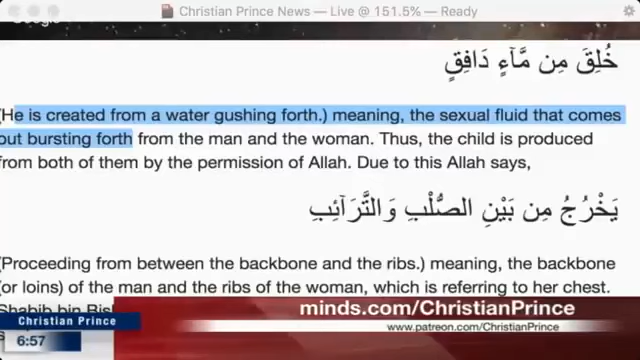 Christian Prince News — Live @ 151.5% — Ready
خُلِقَ مِن مَّآءٍ دَافِقٍ
(He is created from a water gushing forth.) meaning, the sexual fluid that comes
out bursting forth from the man and the woman. Thus, the child is produced
from both of them by the permission of Allah. Due to this Allah says,
يَخْرُجُ مِن بَيْنِ الصُّلْبِ وَالتَّرَآئِبِ
(Proceeding from between the backbone and the ribs.) meaning, the backbone
(or loins) of the man and the ribs of the woman, which is referring to her chest.
Shabib bin Bish
minds.com/ChristianPrince
Christian Prince
www.patreon.com/ChristianPrince
6:57